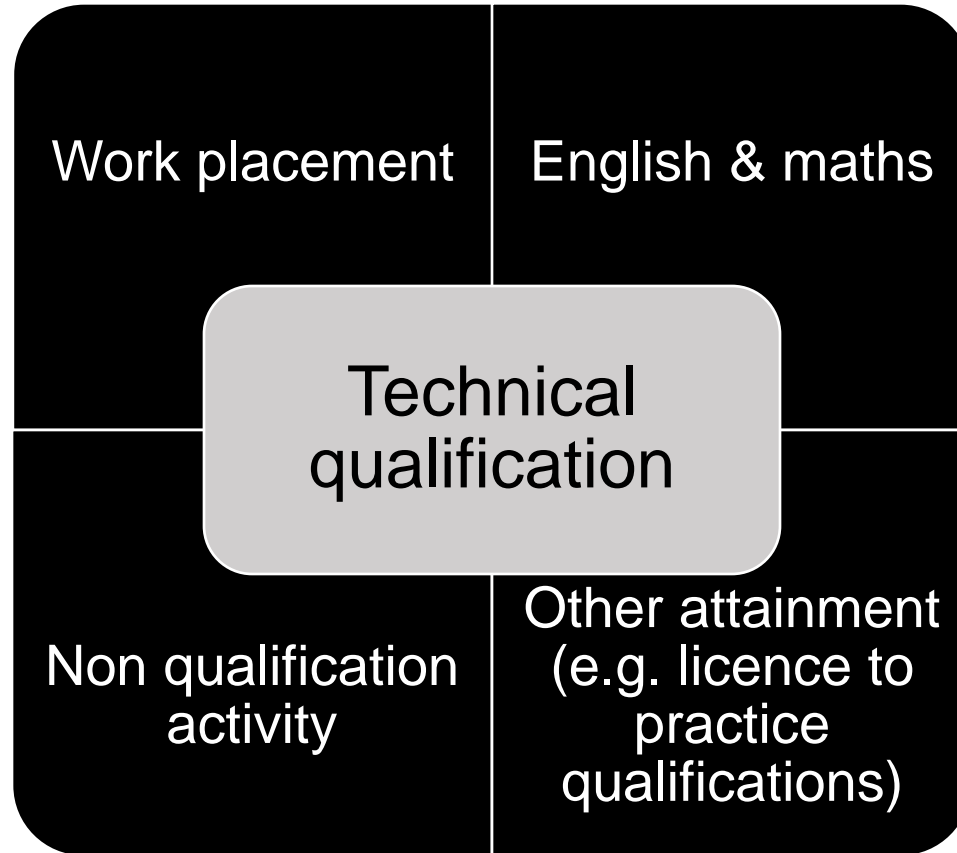 Work placement
English & maths
Technical
qualification
Non qualification
activity
Other attainment
(e.g. licence to
practice
qualifications)